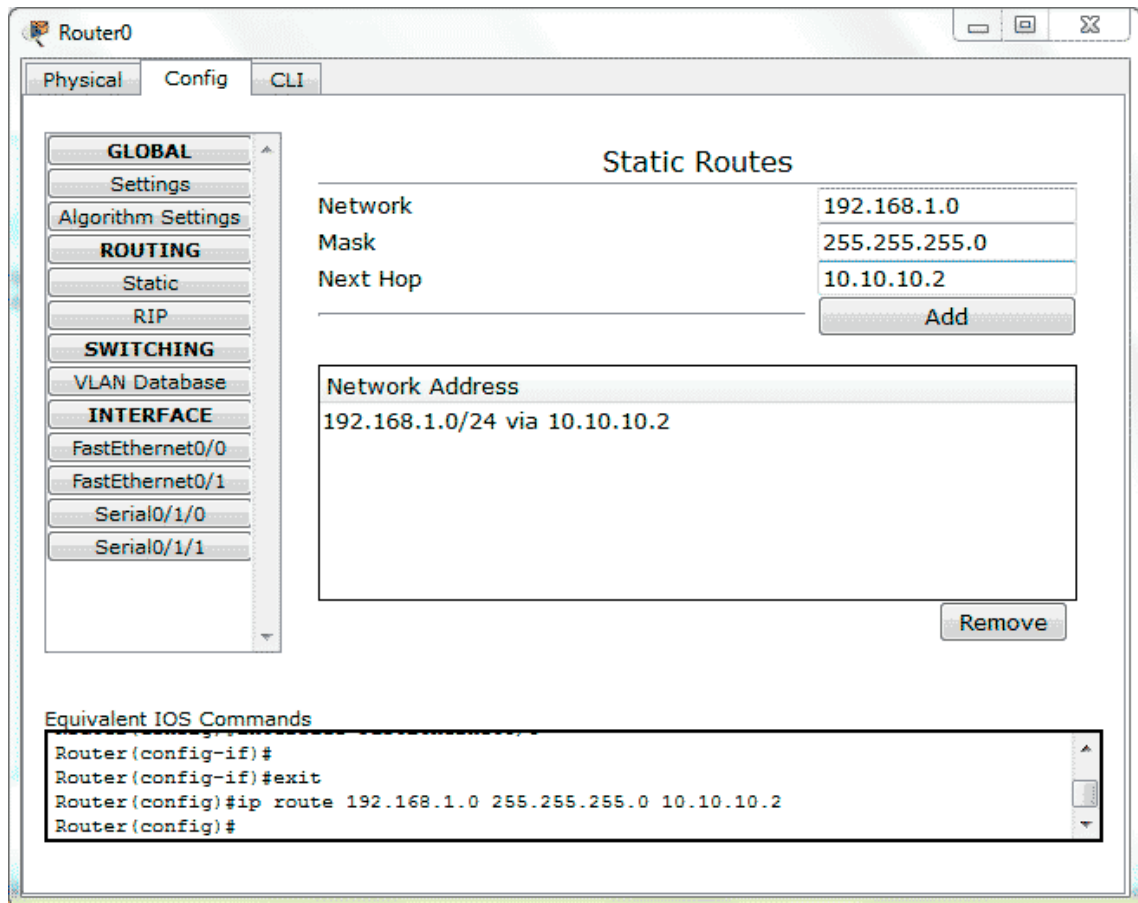 Router0
Physical Config CLI
GLOBAL
Settings
Algorithm Settings
ROUTING
Static
RIP
SWITCHING
VLAN Database
INTERFACE
FastEthernet0/0
FastEthernet0/1
Serial0/1/0
Serial0/1/1
Static Routes
Network 192.168.1.0
Mask 255.255.255.0
Next Hop 10.10.10.2
Add
Network Address
192.168.1.0/24 via 10.10.10.2
Remove
Equivalent IOS Commands
Router(config-if)#
Router(config-if)#exit
Router(config)#ip route 192.168.1.0 255.255.255.0 10.10.10.2
Router(config)#